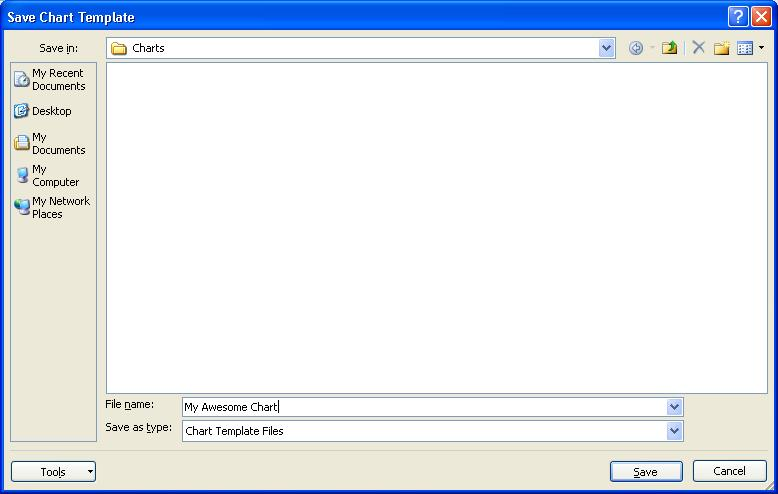 Save Chart Template
Save in:
Charts
My Recent
Documents
Desktop
My
Documents
My
Computer
My Network
Places
File name:
My Awesome Chart
Save as type:
Chart Template Files
Tools
Save
Cancel